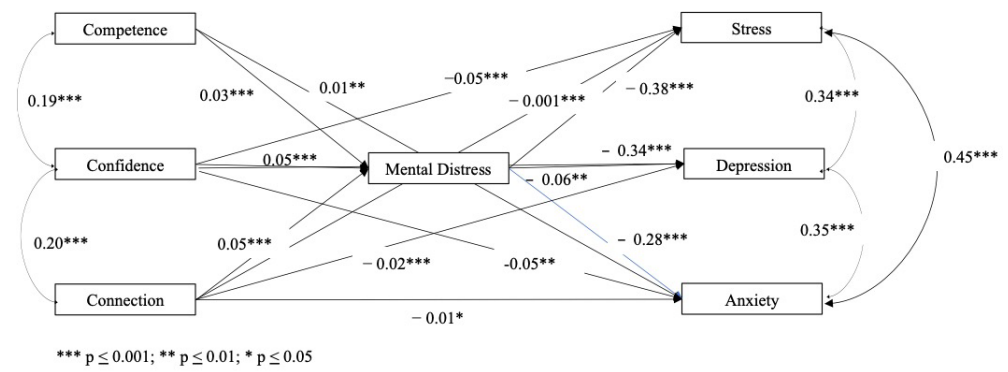 Competence
Stress
−0.05***
0.03***
0.01**
− 0.001***
− 0.38***
0.34***
0.19***
Confidence
0.05***
Mental Distress
− 0.34***
− 0.06**
Depression
0.45***
0.20***
0.05***
− 0.02***
-0.05**
− 0.28***
0.35***
Connection
Anxiety
− 0.01*
*** p ≤ 0.001; ** p ≤ 0.01; * p ≤ 0.05